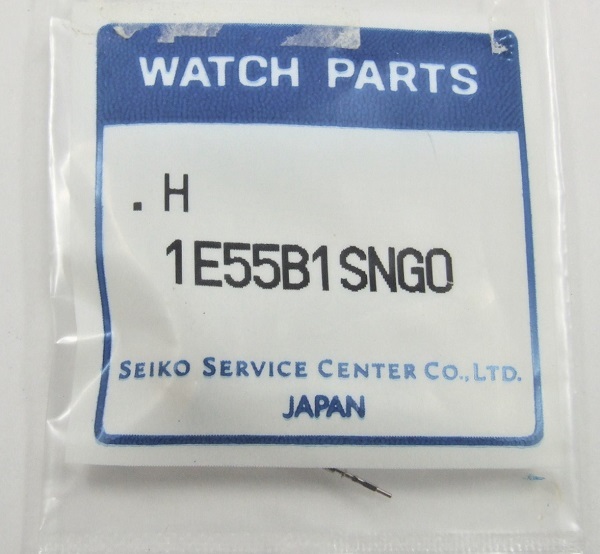 WATCH PARTS
. H
1E55B1SNG0
SEIKO SERVICE CENTER CO.,LTD.
JAPAN